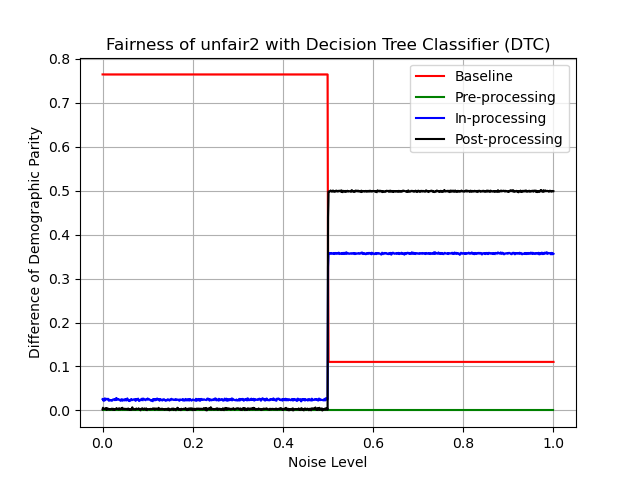 Fairness of unfair2 with Decision Tree Classifier (DTC)
Difference of Demographic Parity
0.8
0.7
0.6
0.5
0.4
0.3
0.2
0.1
0.0
Baseline
Pre-processing
In-processing
Post-processing
0.0 0.2 0.4 0.6 0.8 1.0
Noise Level